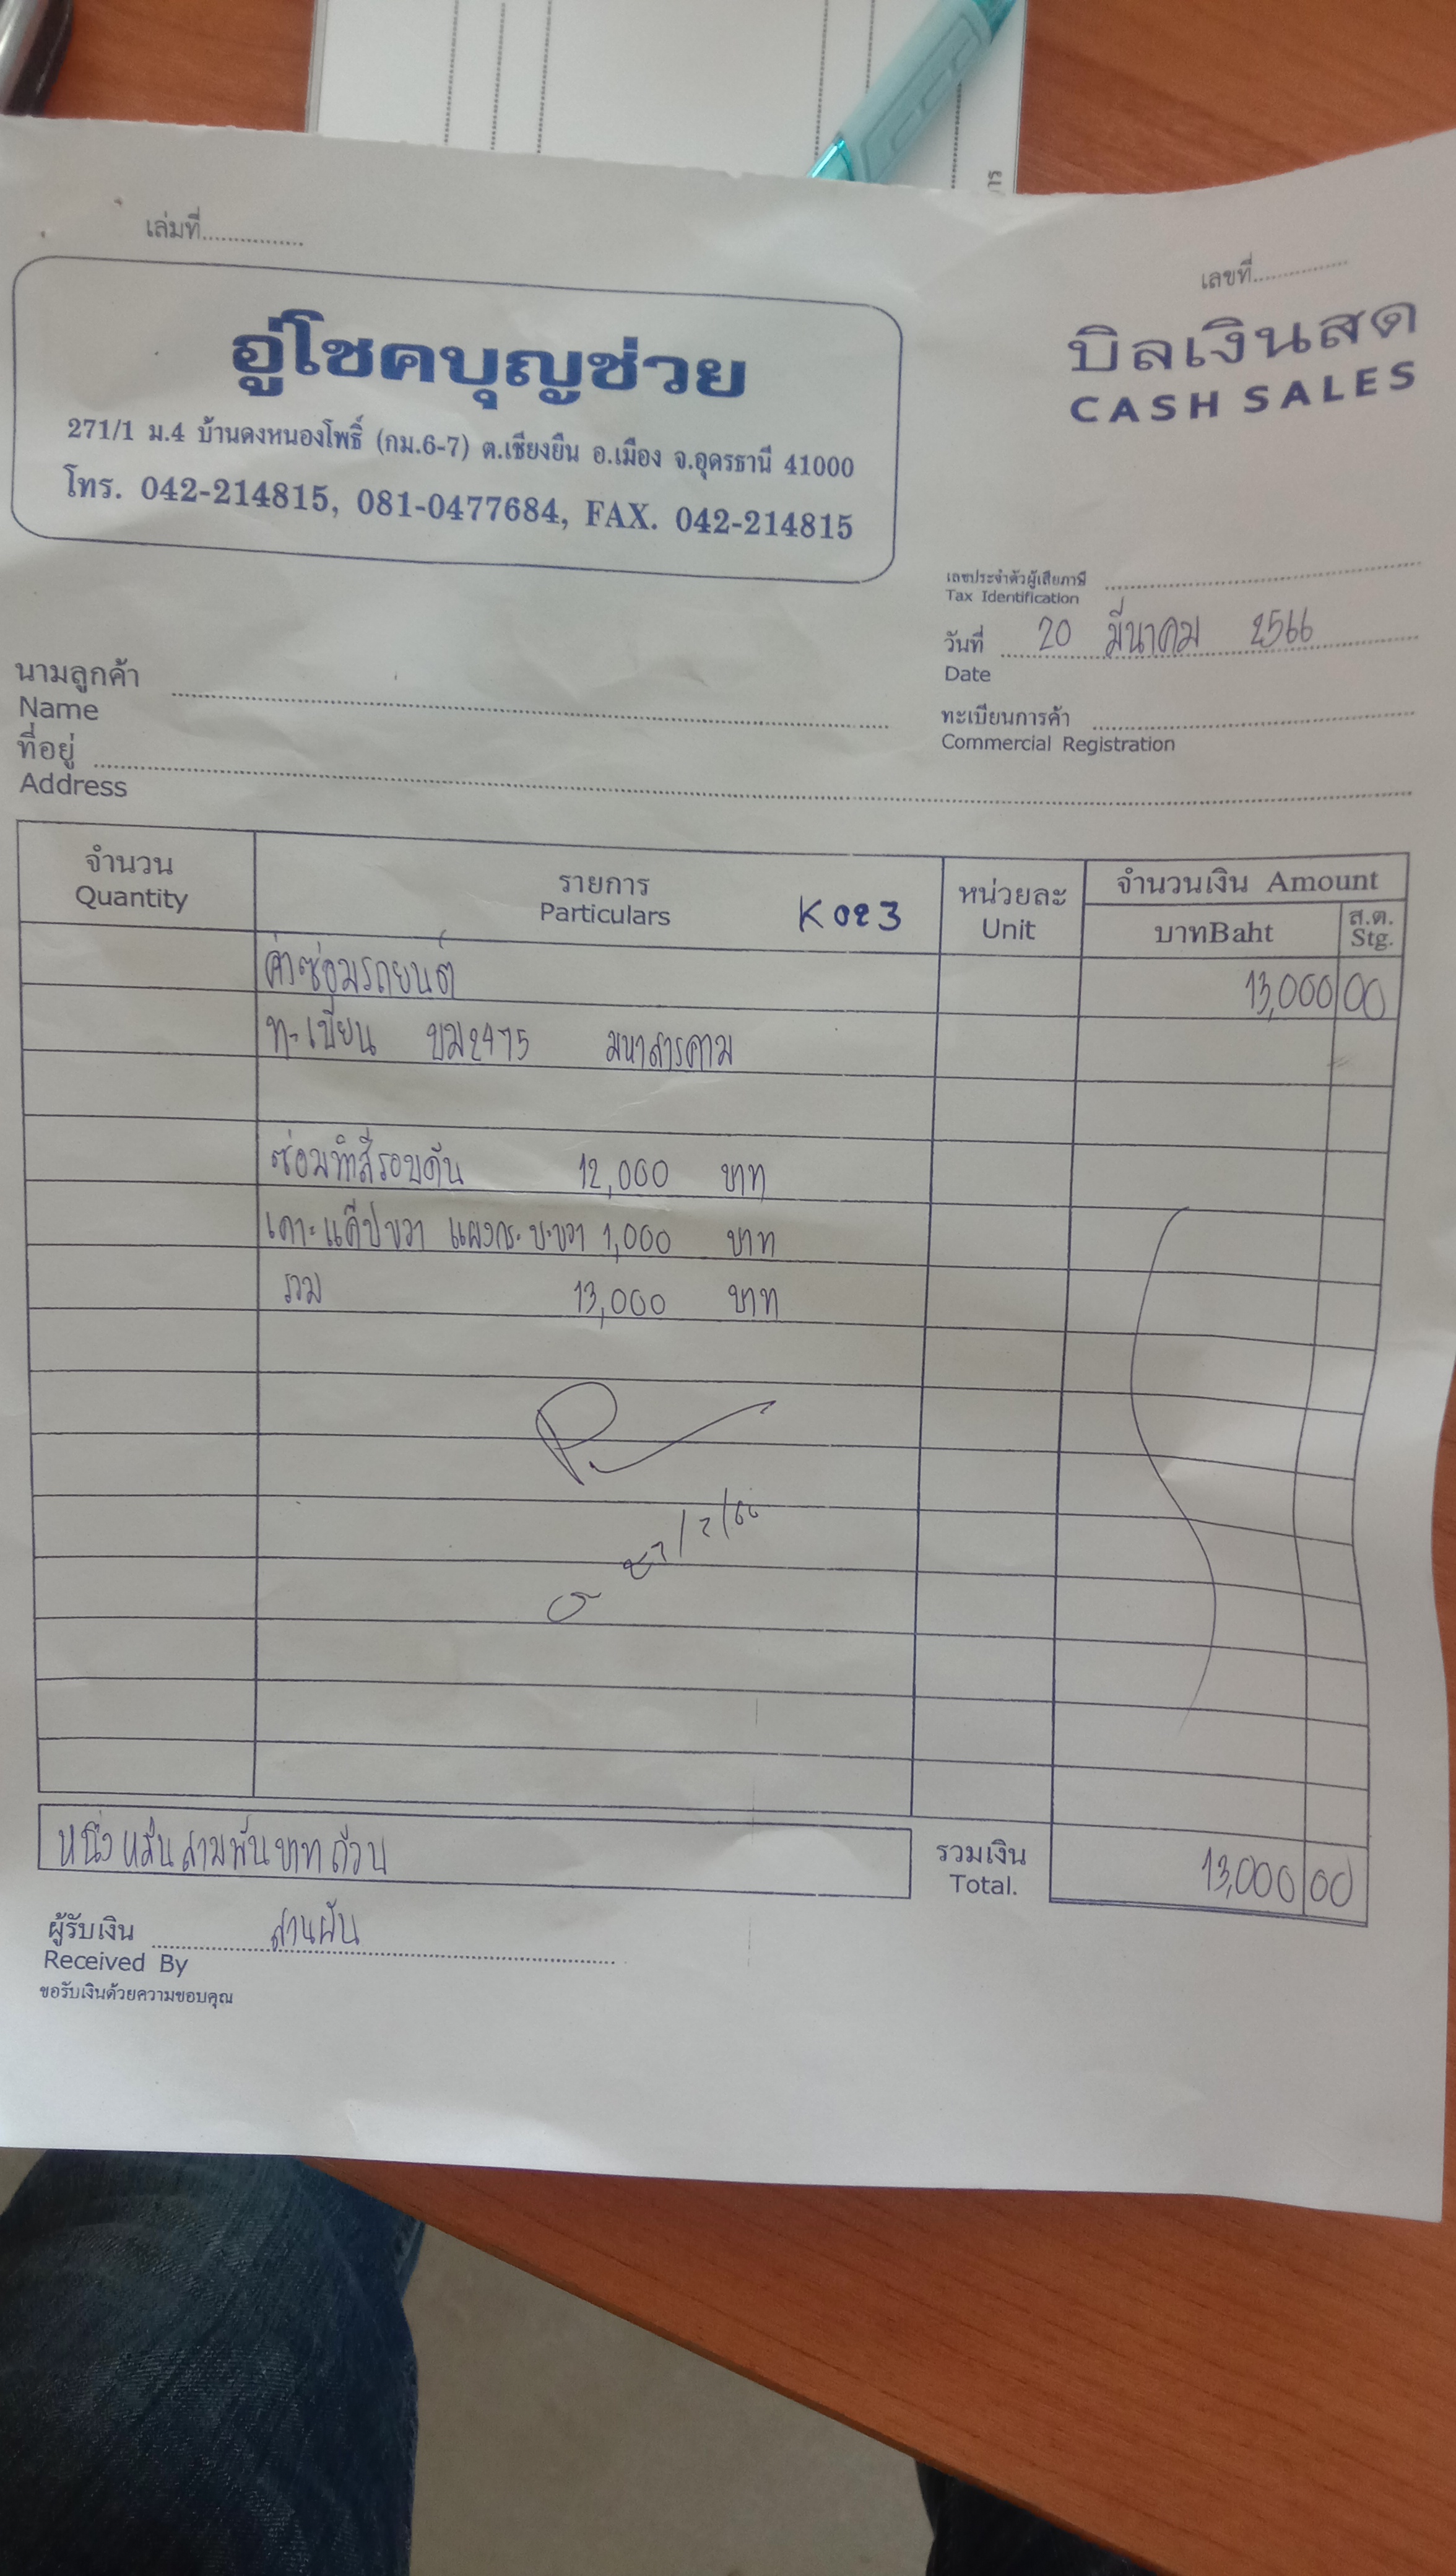 เล่มที่................
เลขที่................
อู่โชคบุญช่วย
271/1 ม.4 บ้านดงหนองโพธิ์ (กม.6-7) ต.เชียงยืน อ.เมือง จ.อุดรธานี 41000
โทร. 042-214815, 081-0477684, FAX. 042-214815
บิลเงินสด
CASH SALES
เลขประจำตัวผู้เสียภาษี
Tax Identification
วันที่ 20 มีนาคม 2566
Date
นามลูกค้า
Name
ทะเบียนการค้า
Commercial Registration
ที่อยู่
Address
จำนวน
Quantity
รายการ
Particulars
K023
หน่วยละ
Unit
จำนวนเงิน Amount
บาทBaht
ส.ต.
Stg.
ค่าซ่อมรถยนต์ 13,000 00
ทะเบียน บม2475 มหาสารคาม
ซ่อมทำสีรอบคัน 12,000 บาท
เคาะแค๊ปขวา แผงกระบะขวา 1,000 บาท
รวม 13,000 บาท
หนึ่งหมื่นสามพันบาทถ้วน
รวมเงิน
Total.
13,000 00
ผู้รับเงิน
Received By
ขอรับเงินด้วยความขอบคุณ